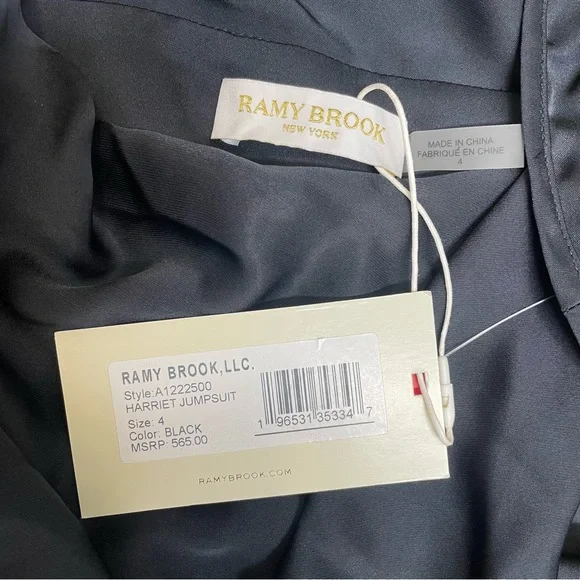 RAMY BROOK
NEW YORK
MADE IN CHINA
FABRIQUÉ EN CHINE
4
RAMY BROOK,LLC.
Style:A1222500
HARRIET JUMPSUIT
Size: 4
Color: BLACK
MSRP: 565.00
1 96531 35334 7
RAMYBROOK.COM